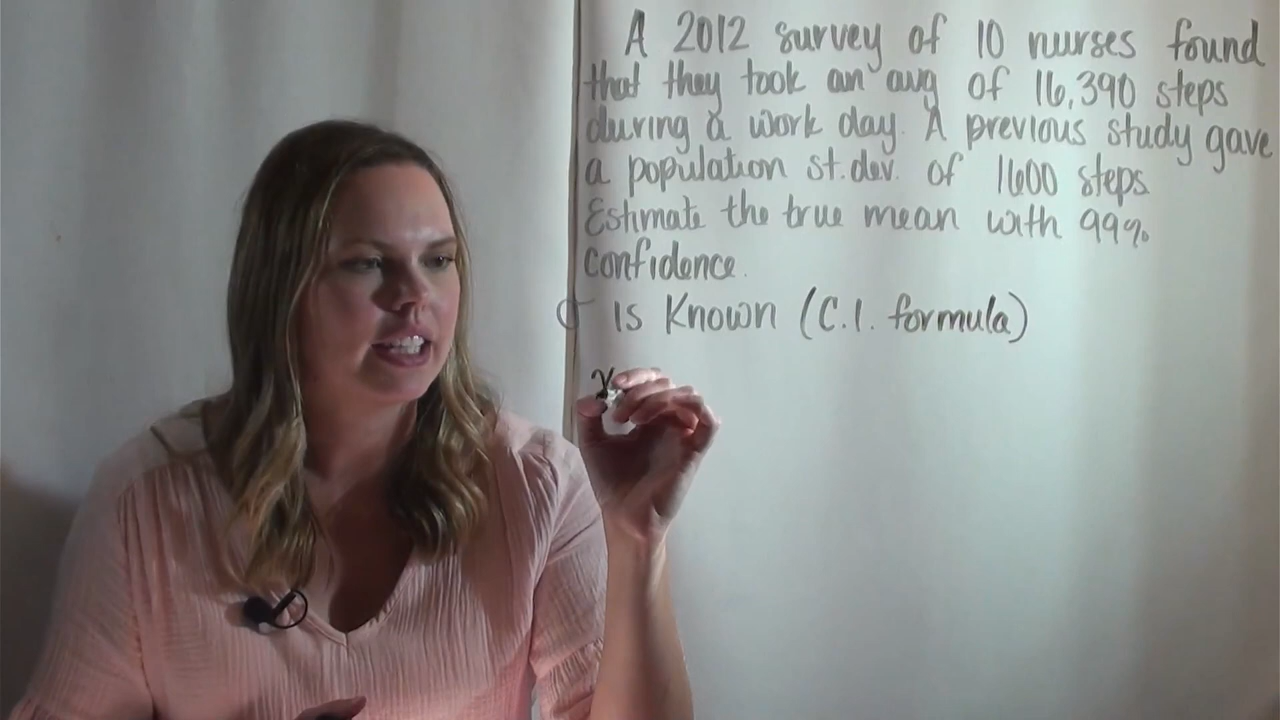 A 2012 survey of 10 nurses found
that they took an avg of 16,390 steps
during a work day. A previous study gave
a population st.dev. of 1600 steps.
Estimate the true mean with 99%
confidence.
σ Is Known (C.I. formula)
x